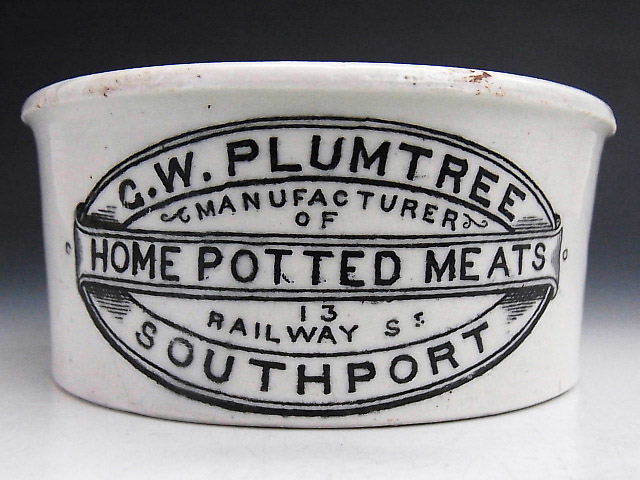 G.W. PLUMTREE
MANUFACTURER
OF
HOME POTTED MEATS
13
RAILWAY ST.
SOUTHPORT